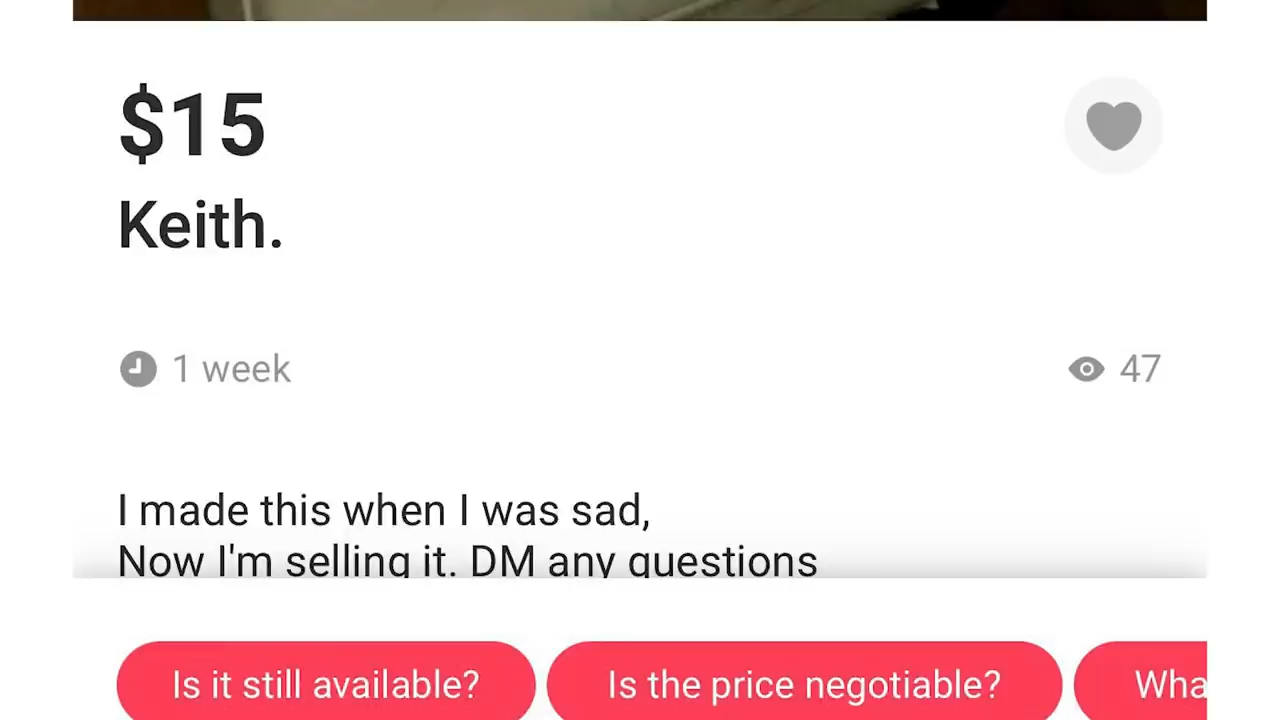 $15
Keith.
1 week
47
I made this when I was sad,
Now I'm selling it. DM any questions
Is it still available?
Is the price negotiable?